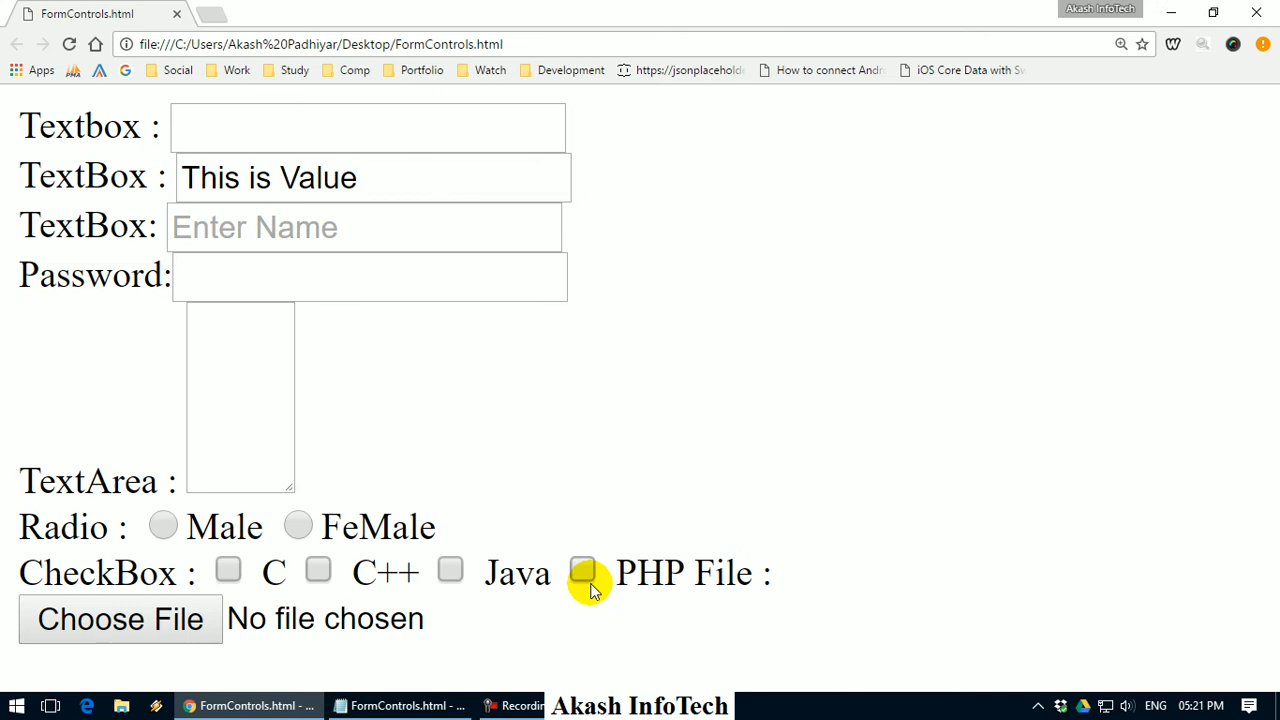 FormControls.html
Akash InfoTech
file:///C:/Users/Akash%20Padhiyar/Desktop/FormControls.html
Apps
Social
Work
Study
Comp
Portfolio
Watch
Development
https://jsonplacehold
How to connect Andr
iOS Core Data with Sw
Textbox :
TextBox : This is Value
TextBox: Enter Name
Password:
TextArea :
Radio : Male FeMale
CheckBox : C C++ Java PHP File :
Choose File No file chosen
FormControls.html - ...
FormControls.html - ...
Recordin
Akash InfoTech
ENG
05:21 PM